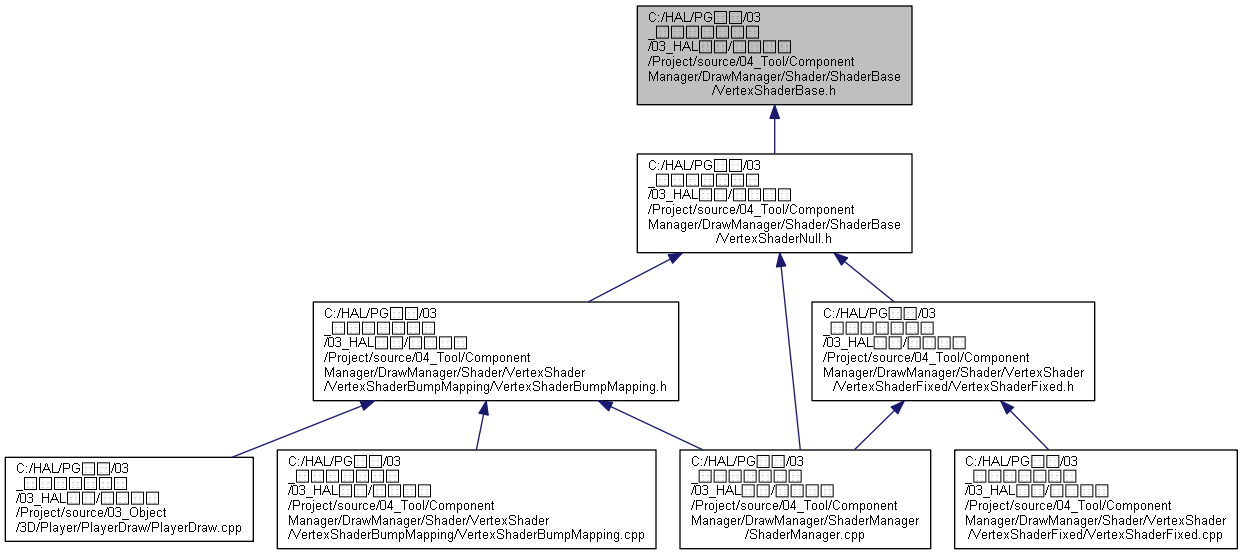 C:/HAL/PG□□/03
_□□□□□□□
/03_HAL□□/□□□□
/Project/source/04_Tool/Component
Manager/DrawManager/Shader/ShaderBase
/VertexShaderBase.h
C:/HAL/PG□□/03
_□□□□□□□
/03_HAL□□/□□□□
/Project/source/04_Tool/Component
Manager/DrawManager/Shader/ShaderBase
/VertexShaderNull.h
C:/HAL/PG□□/03
_□□□□□□□
/03_HAL□□/□□□□
/Project/source/04_Tool/Component
Manager/DrawManager/Shader/VertexShader
/VertexShaderBumpMapping/VertexShaderBumpMapping.h
C:/HAL/PG□□/03
_□□□□□□□
/03_HAL□□/□□□□
/Project/source/04_Tool/Component
Manager/DrawManager/Shader/VertexShader
/VertexShaderFixed/VertexShaderFixed.h
C:/HAL/PG□□/03
_□□□□□□□
/03_HAL□□/□□□□
/Project/source/03_Object
/3D/Player/PlayerDraw/PlayerDraw.cpp
C:/HAL/PG□□/03
_□□□□□□□
/03_HAL□□/□□□□
/Project/source/04_Tool/Component
Manager/DrawManager/Shader/VertexShader
/VertexShaderBumpMapping/VertexShaderBumpMapping.cpp
C:/HAL/PG□□/03
_□□□□□□□
/03_HAL□□/□□□□
/Project/source/04_Tool/Component
Manager/DrawManager/ShaderManager
/ShaderManager.cpp
C:/HAL/PG□□/03
_□□□□□□□
/03_HAL□□/□□□□
/Project/source/04_Tool/Component
Manager/DrawManager/Shader/VertexShader
/VertexShaderFixed/VertexShaderFixed.cpp